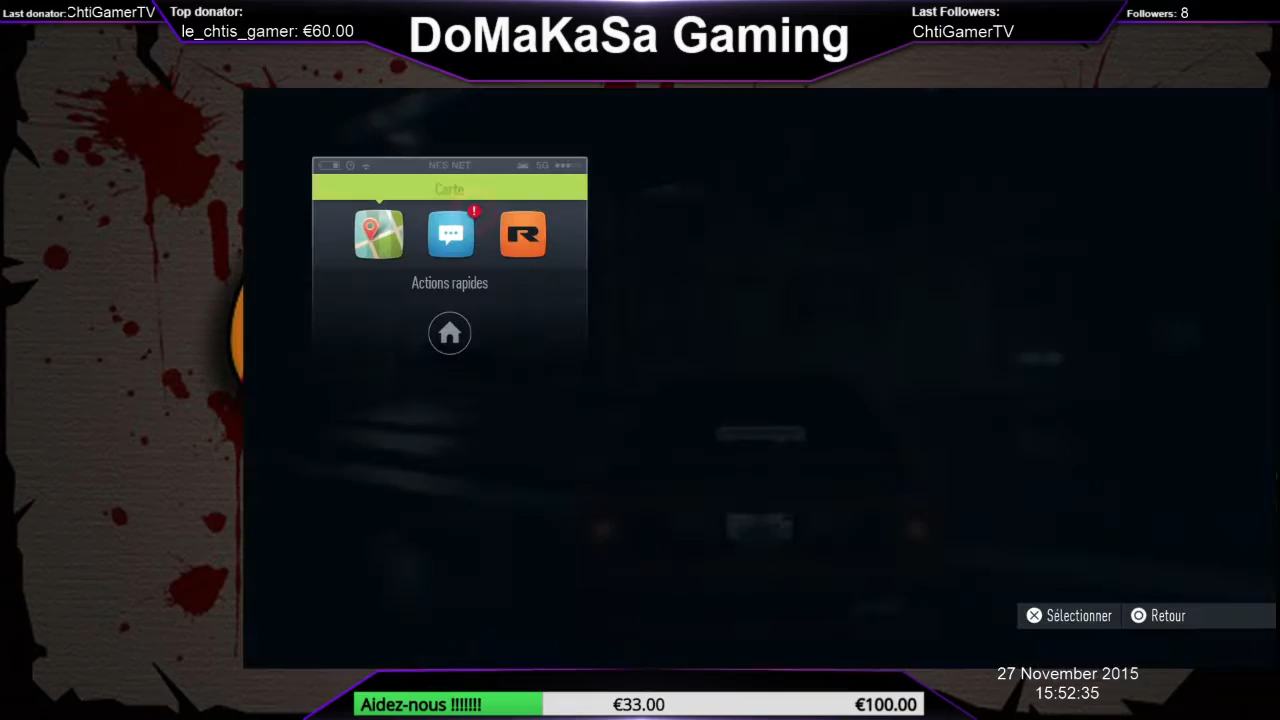 Last donator: ChtiGamerTV
Top donator:
le_chtis_gamer: €60.00
DoMaKaSa Gaming
Last Followers:
ChtiGamerTV
Followers: 8
NFS NET
5G
Carte
!
R
Actions rapides
Sélectionner
Retour
27 November 2015
15:52:35
Aidez-nous !!!!!!! €33.00 €100.00